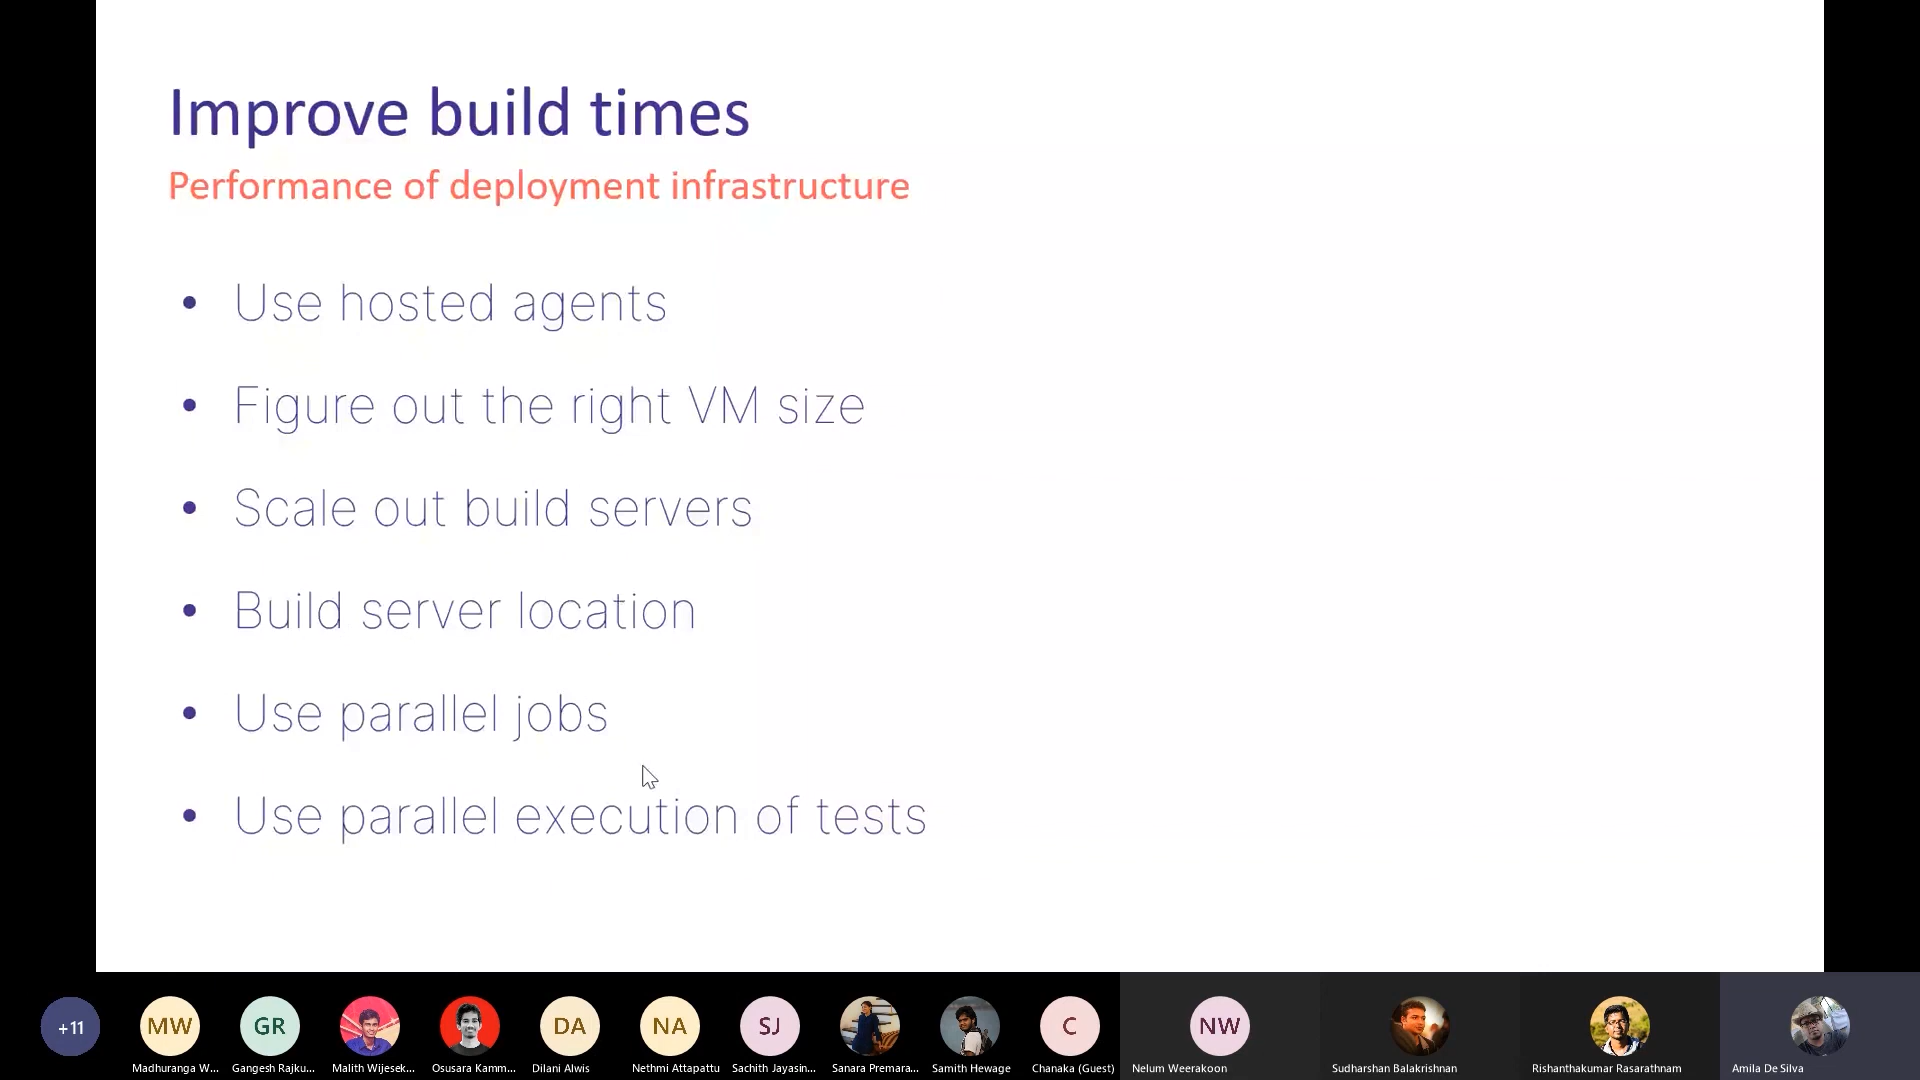 Improve build times
Performance of deployment infrastructure
• Use hosted agents
• Figure out the right VM size
• Scale out build servers
• Build server location
• Use parallel jobs
• Use parallel execution of tests
+11
MW
GR
DA
NA
SJ
C
NW
Madhuranga W...
Gangesh Rajku...
Malith Wijesek...
Osusara Kamm...
Dilani Alwis
Nethmi Attapattu
Sachith Jayasin...
Sanara Premara...
Samith Hewage
Chanaka (Guest)
Nelum Weerakoon
Sudharshan Balakrishnan
Rishanthakumar Rasarathnam
Amila De Silva